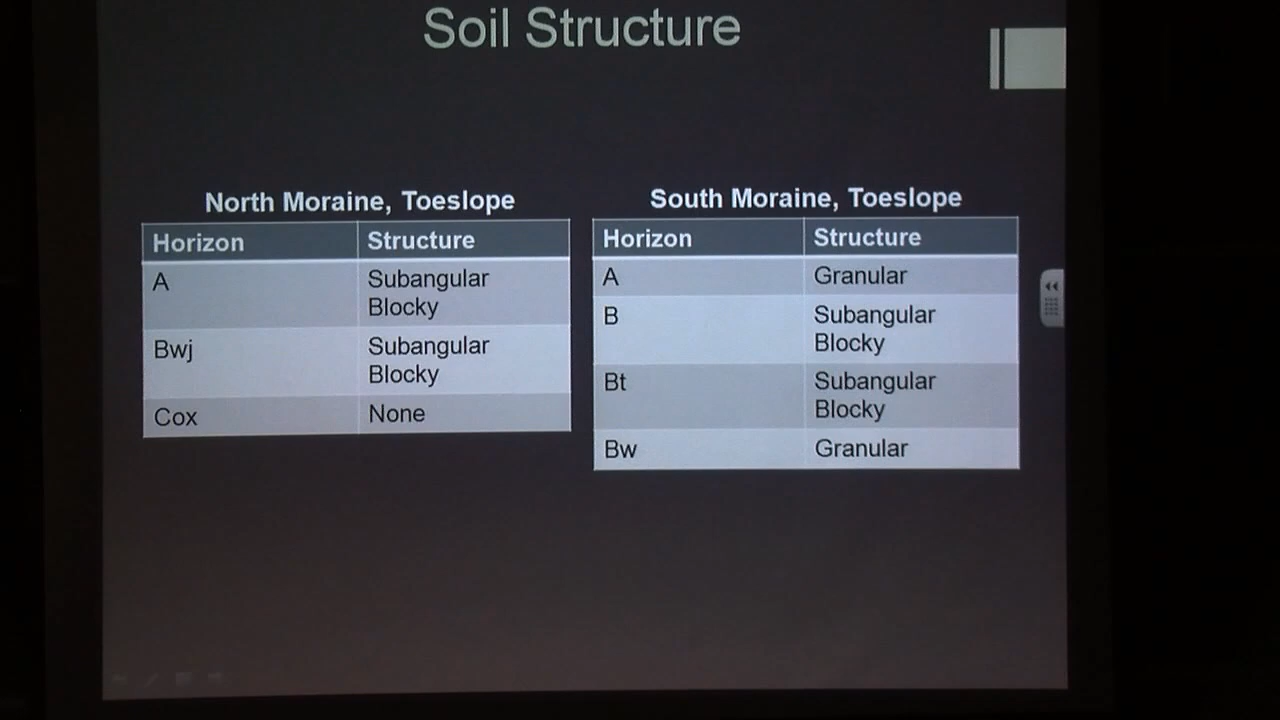 Soil Structure
North Moraine, Toeslope
Horizon Structure
A Subangular
Blocky
Bwj Subangular
Blocky
Cox None
South Moraine, Toeslope
Horizon Structure
A Granular
B Subangular
Blocky
Bt Subangular
Blocky
Bw Granular